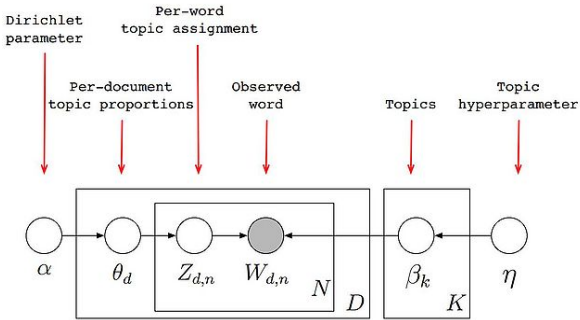 Dirichlet
parameter
Per-word
topic assignment
Per-document
topic proportions
Observed
word
Topics
Topic
hyperparameter
α
θd
Zd,n
Wd,n
N
D
βk
K
η